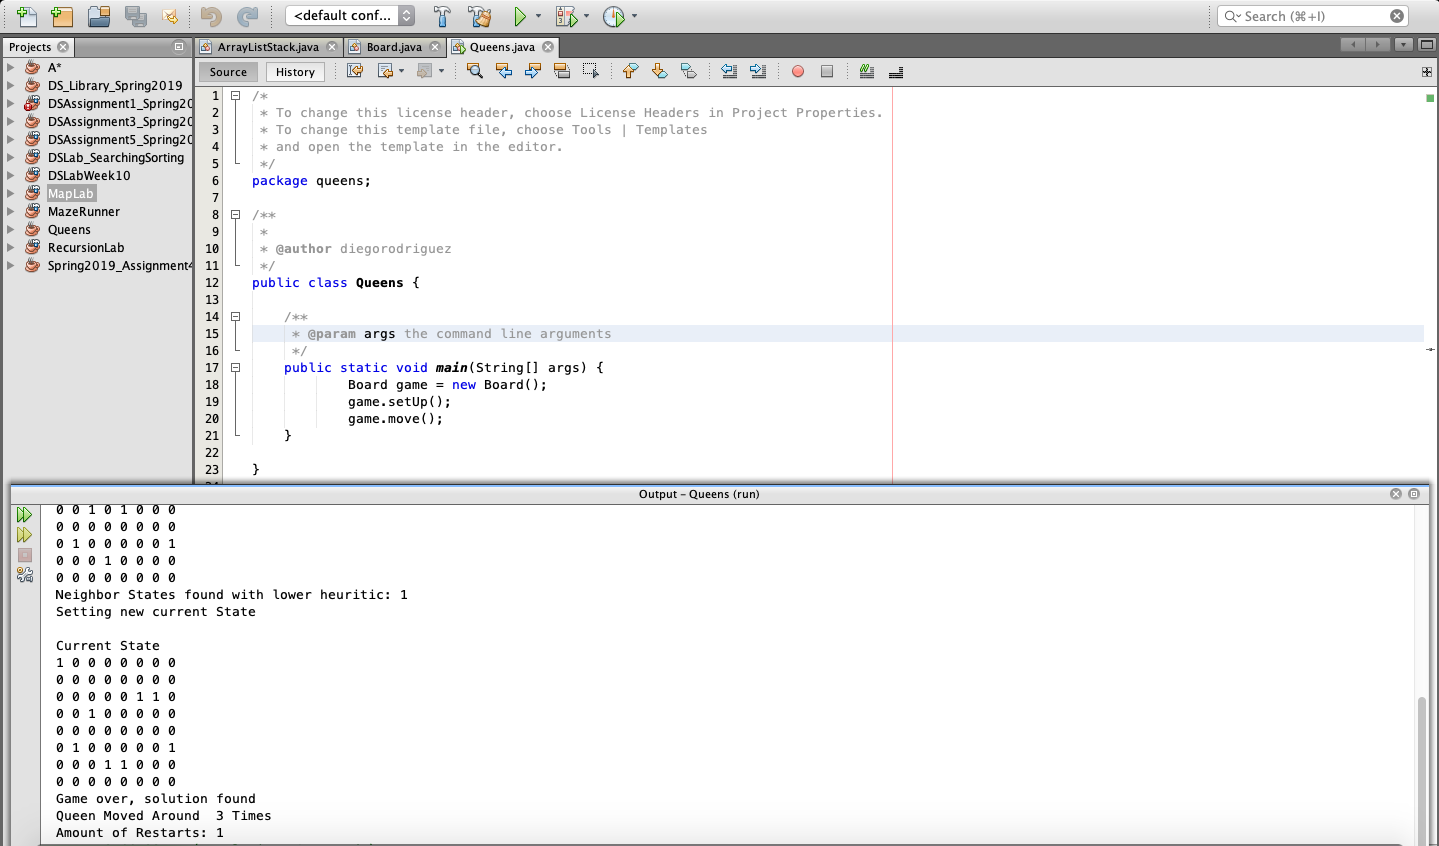 <default conf...
Search (⌘+I)
Projects
ArrayListStack.java
Board.java
Queens.java
A*
DS_Library_Spring2019
DSAssignment1_Spring20
DSAssignment3_Spring20
DSAssignment5_Spring20
DSLab_SearchingSorting
DSLabWeek10
MapLab
MazeRunner
Queens
RecursionLab
Spring2019_Assignment4
Source History
1 /*
2 * To change this license header, choose License Headers in Project Properties.
3 * To change this template file, choose Tools | Templates
4 * and open the template in the editor.
5 */
6 package queens;
7
8 /**
9 *
10 * @author diegorodriguez
11 */
12 public class Queens {
13
14 /**
15 * @param args the command line arguments
16 */
17 public static void main(String[] args) {
18 Board game = new Board();
19 game.setUp();
20 game.move();
21 }
22
23 }
Output - Queens (run)
0 0 1 0 1 0 0 0
0 0 0 0 0 0 0 0
0 1 0 0 0 0 0 1
0 0 0 1 0 0 0 0
0 0 0 0 0 0 0 0
Neighbor States found with lower heuritic: 1
Setting new current State
Current State
1 0 0 0 0 0 0 0
0 0 0 0 0 0 0 0
0 0 0 0 0 1 1 0
0 0 1 0 0 0 0 0
0 0 0 0 0 0 0 0
0 1 0 0 0 0 0 1
0 0 0 1 1 0 0 0
0 0 0 0 0 0 0 0
Game over, solution found
Queen Moved Around  3 Times
Amount of Restarts: 1